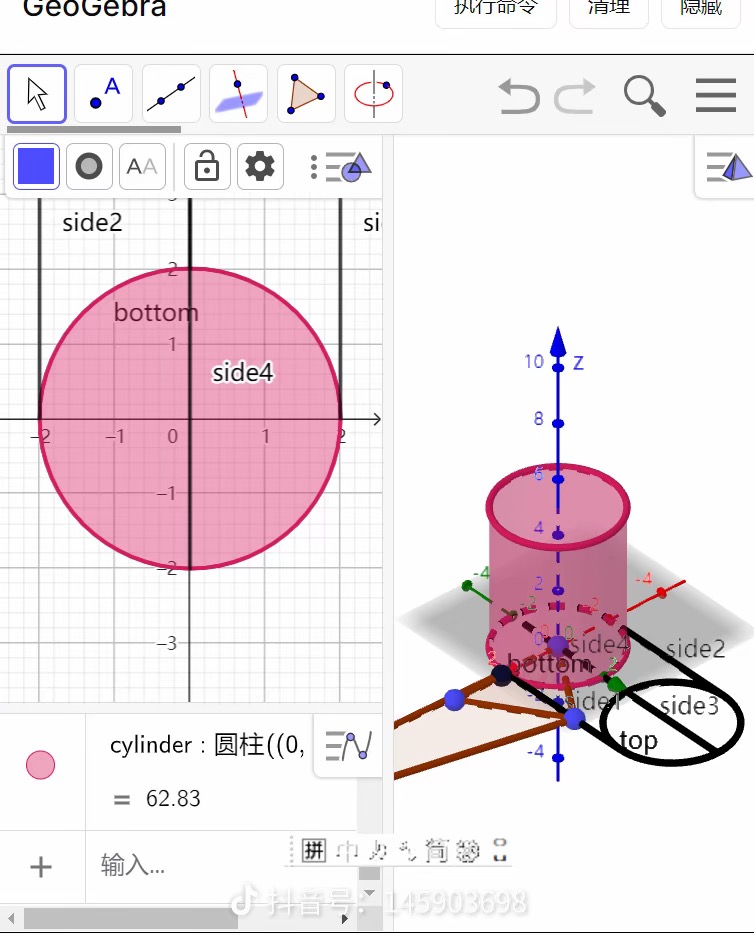 GeoGebra 执行命令 清理 隐藏
A
AA
side2 si
2
bottom
1
side4
−2 −1 0 1 2
−1
−2
−3
10 z
8
6
4
-4 -4
2
0
side4 side2
bottom
side3
top
-4
cylinder : 圆柱((0,
= 62.83
+ 输入...
拼 中 简
抖音号: 145903698